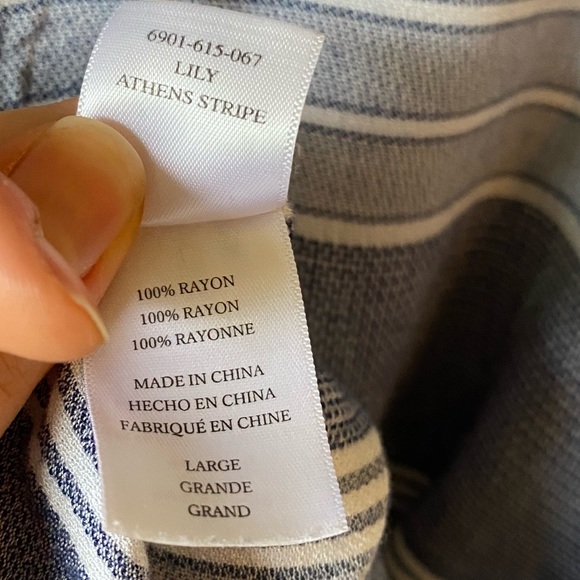 6901-615-067
LILY
ATHENS STRIPE
100% RAYON
100% RAYON
100% RAYONNE
MADE IN CHINA
HECHO EN CHINA
FABRIQUÉ EN CHINE
LARGE
GRANDE
GRAND